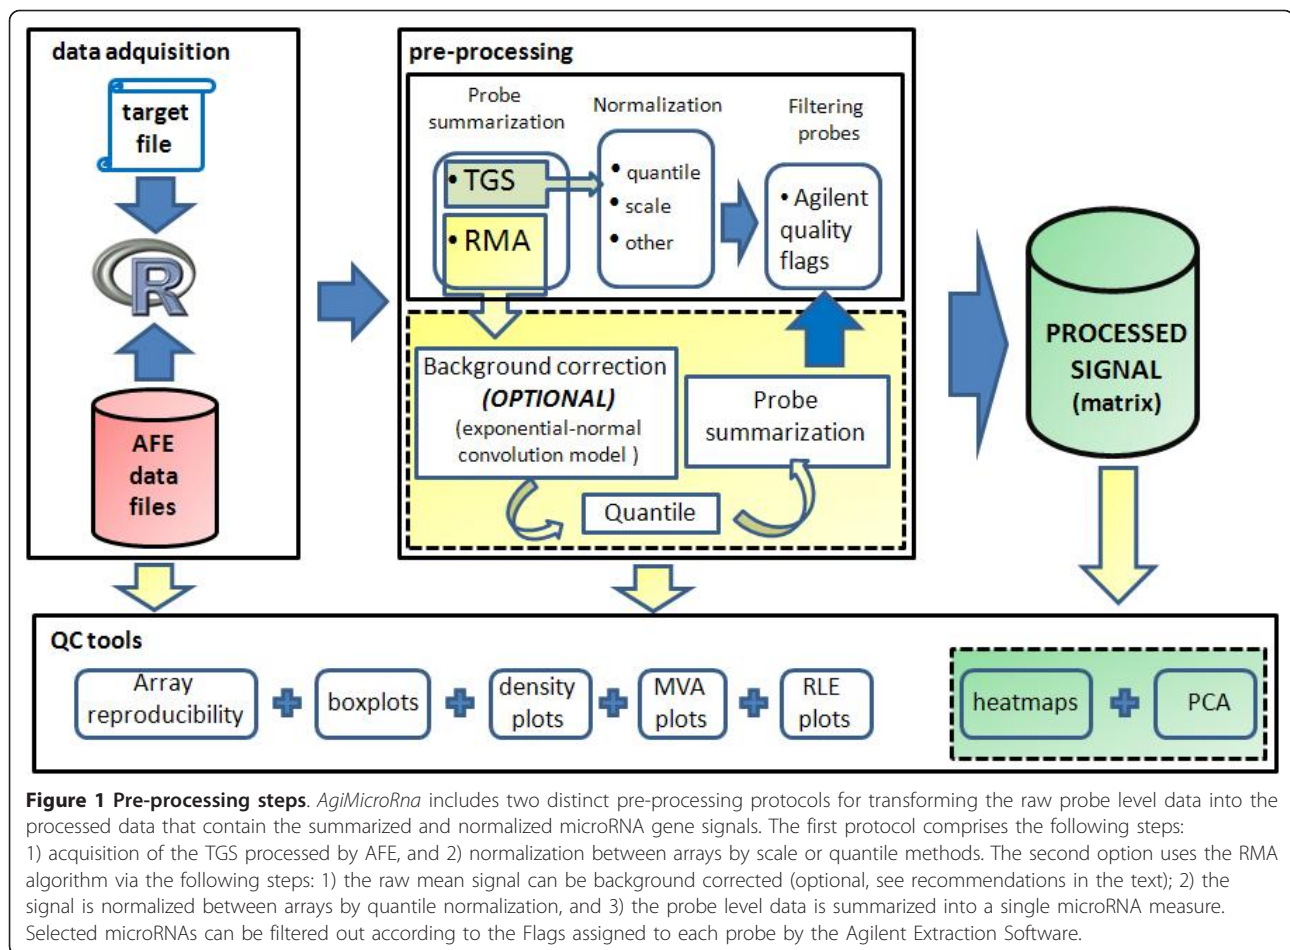 data adquisition
target
file
R
AFE
data
files
pre-processing
Probe
summarization
• TGS
• RMA
Normalization
• quantile
• scale
• other
Filtering
probes
• Agilent
quality
flags
Background correction
(OPTIONAL)
(exponential-normal
convolution model )
Quantile
Probe
summarization
PROCESSED
SIGNAL
(matrix)
QC tools
Array
reproducibility
boxplots
density
plots
MVA
plots
RLE
plots
heatmaps
PCA
Figure 1 Pre-processing steps. AgiMicroRna includes two distinct pre-processing protocols for transforming the raw probe level data into the
processed data that contain the summarized and normalized microRNA gene signals. The first protocol comprises the following steps:
1) acquisition of the TGS processed by AFE, and 2) normalization between arrays by scale or quantile methods. The second option uses the RMA
algorithm via the following steps: 1) the raw mean signal can be background corrected (optional, see recommendations in the text); 2) the
signal is normalized between arrays by quantile normalization, and 3) the probe level data is summarized into a single microRNA measure.
Selected microRNAs can be filtered out according to the Flags assigned to each probe by the Agilent Extraction Software.